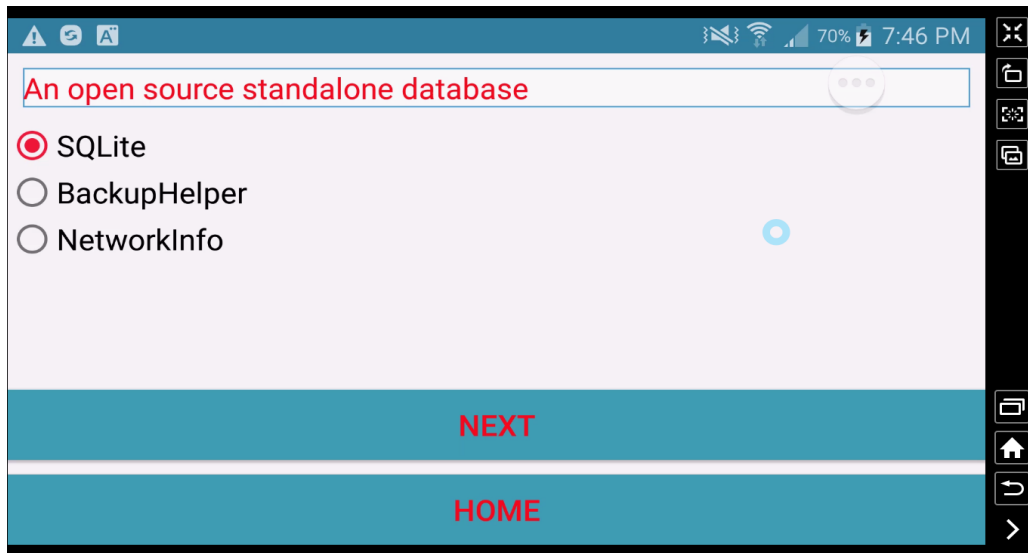 70% 7:46 PM
An open source standalone database
SQLite
BackupHelper
NetworkInfo
NEXT
HOME